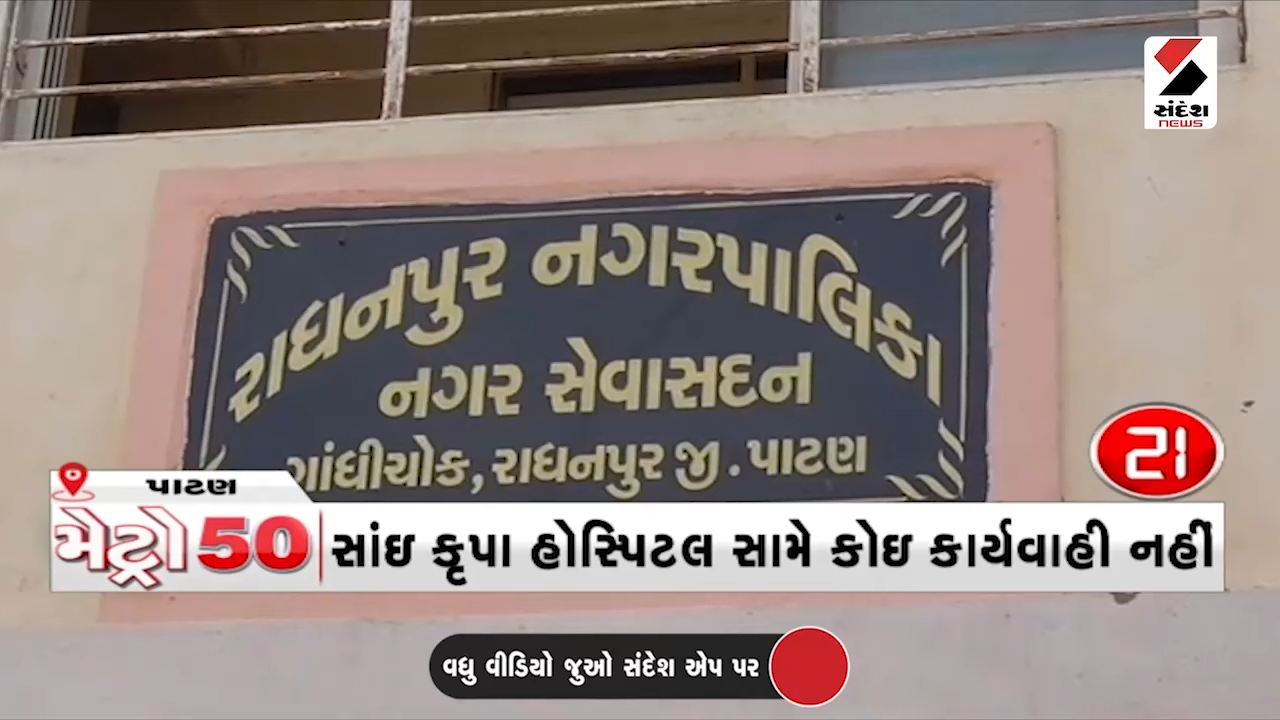 સંદેશ
NEWS
રાધનપુર નગરપાલિકા
નગર સેવાસદન
ગાંધીચોક, રાધનપુર જી. પાટણ
21
પાટણ
મેટ્રો 50
સાંઇ કૃપા હોસ્પિટલ સામે કોઇ કાર્યવાહી નહીં
વધુ વીડિયો જુઓ સંદેશ એપ પર